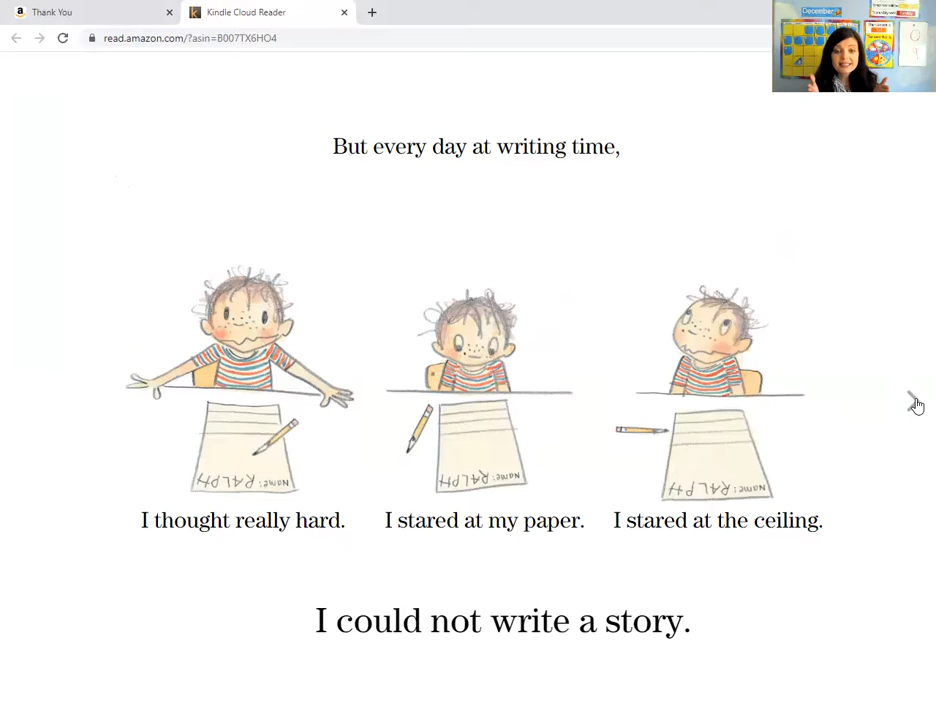 Thank You
Kindle Cloud Reader
read.amazon.com/?asin=B007TX6HO4
December
But every day at writing time,
Name: RALPH
Name: RALPH
Name: RALPH
I thought really hard.
I stared at my paper.
I stared at the ceiling.
I could not write a story.